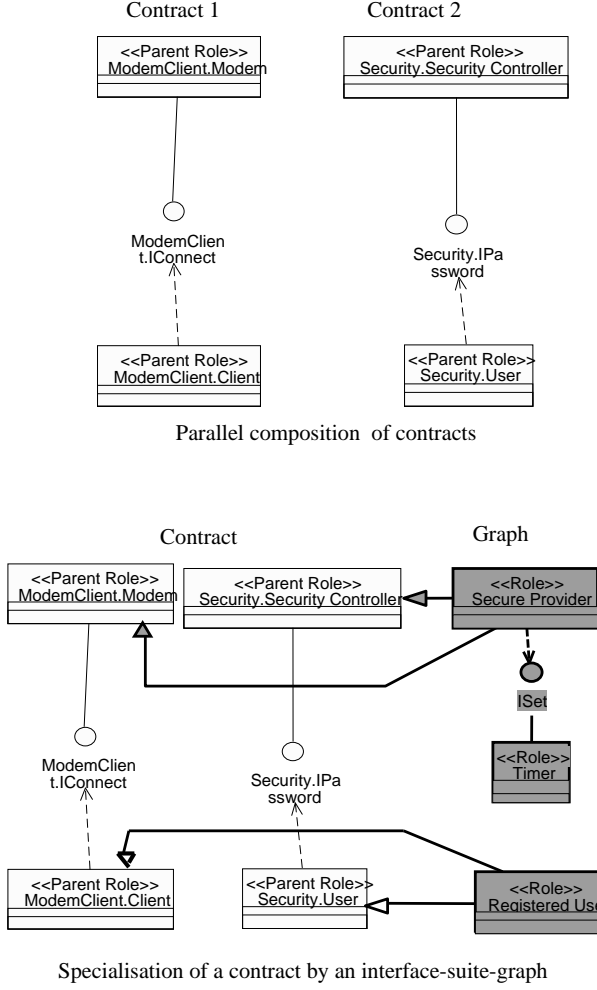 Contract 1
Contract 2
<<Parent Role>>
ModemClient.Modem
<<Parent Role>>
Security.Security Controller
ModemClien
t.IConnect
Security.IPa
ssword
<<Parent Role>>
ModemClient.Client
<<Parent Role>>
Security.User
Parallel composition of contracts
Contract
Graph
<<Parent Role>>
ModemClient.Modem
<<Parent Role>>
Security.Security Controller
<<Role>>
Secure Provider
ISet
ModemClien
t.IConnect
Security.IPa
ssword
<<Role>>
Timer
<<Parent Role>>
ModemClient.Client
<<Parent Role>>
Security.User
<<Role>>
Registered Use
Specialisation of a contract by an interface-suite-graph